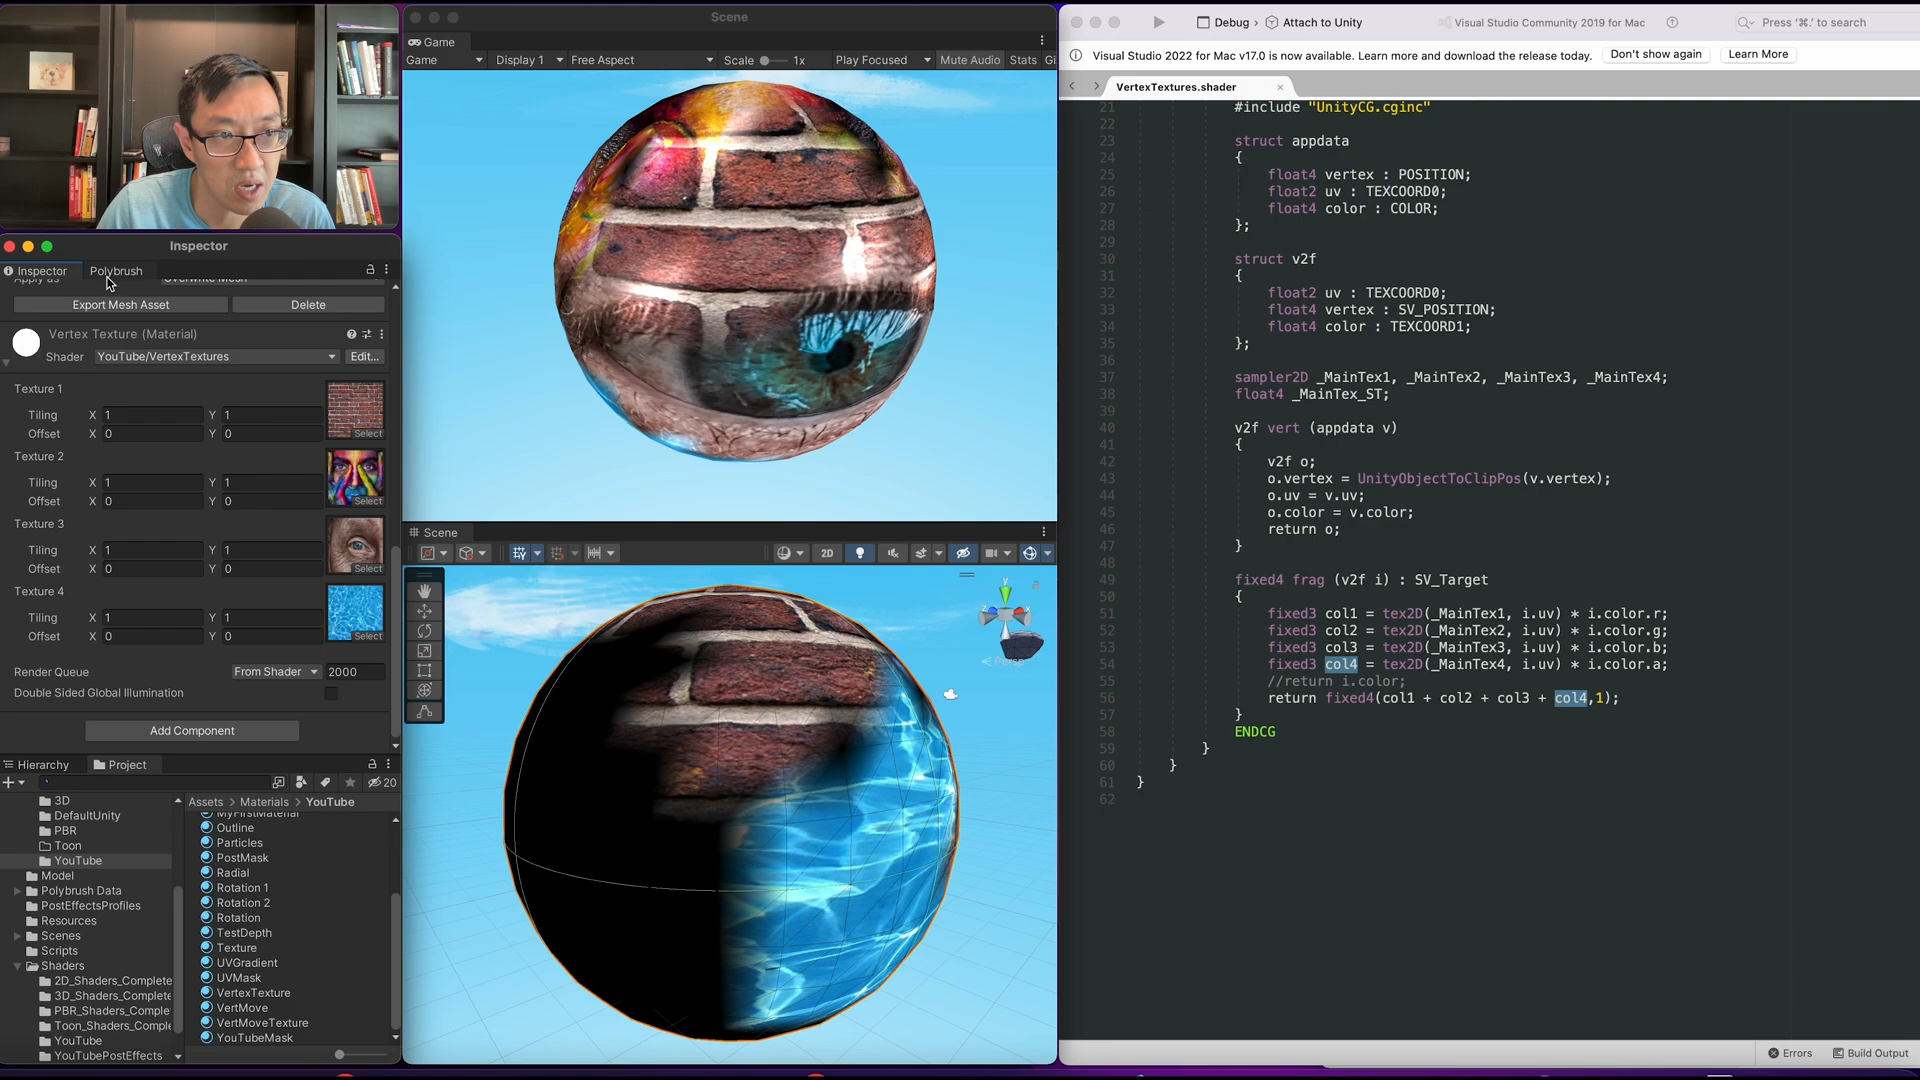 Inspector
Inspector
Polybrush
Apply as
Overwrite Mesh
Export Mesh Asset
Delete
Vertex Texture (Material)
Shader YouTube/VertexTextures Edit...
Texture 1
Tiling X 1 Y 1
Offset X 0 Y 0
Select
Texture 2
Tiling X 1 Y 1
Offset X 0 Y 0
Select
Texture 3
Tiling X 1 Y 1
Offset X 0 Y 0
Select
Texture 4
Tiling X 1 Y 1
Offset X 0 Y 0
Select
Render Queue From Shader 2000
Double Sided Global Illumination
Add Component
Hierarchy
Project
20
3D
DefaultUnity
PBR
Toon
YouTube
Model
Polybrush Data
PostEffectsProfiles
Resources
Scenes
Scripts
Shaders
2D_Shaders_Complete
3D_Shaders_Complete
PBR_Shaders_Comple
Toon_Shaders_Compl
YouTube
YouTubePostEffects
Assets > Materials > YouTube
MyFirstMaterial
Outline
Particles
PostMask
Radial
Rotation 1
Rotation 2
Rotation
TestDepth
Texture
UVGradient
UVMask
VertexTexture
VertMove
VertMoveTexture
YouTubeMask
Scene
Game
Game Display 1 Free Aspect Scale 1x Play Focused Mute Audio Stats Gi
Scene
2D
y
z
x
Persp
Debug > Attach to Unity
Visual Studio Community 2019 for Mac
Press '⌘.' to search
Visual Studio 2022 for Mac v17.0 is now available. Learn more and download the release today.
Don't show again
Learn More
VertexTextures.shader
21 #include "UnityCG.cginc"
22
23 struct appdata
24 {
25 float4 vertex : POSITION;
26 float2 uv : TEXCOORD0;
27 float4 color : COLOR;
28 };
29
30 struct v2f
31 {
32 float2 uv : TEXCOORD0;
33 float4 vertex : SV_POSITION;
34 float4 color : TEXCOORD1;
35 };
36
37 sampler2D _MainTex1, _MainTex2, _MainTex3, _MainTex4;
38 float4 _MainTex_ST;
39
40 v2f vert (appdata v)
41 {
42 v2f o;
43 o.vertex = UnityObjectToClipPos(v.vertex);
44 o.uv = v.uv;
45 o.color = v.color;
46 return o;
47 }
48
49 fixed4 frag (v2f i) : SV_Target
50 {
51 fixed3 col1 = tex2D(_MainTex1, i.uv) * i.color.r;
52 fixed3 col2 = tex2D(_MainTex2, i.uv) * i.color.g;
53 fixed3 col3 = tex2D(_MainTex3, i.uv) * i.color.b;
54 fixed3 col4 = tex2D(_MainTex4, i.uv) * i.color.a;
55 //return i.color;
56 return fixed4(col1 + col2 + col3 + col4,1);
57 }
58 ENDCG
59 }
60 }
61 }
62
Errors
Build Output